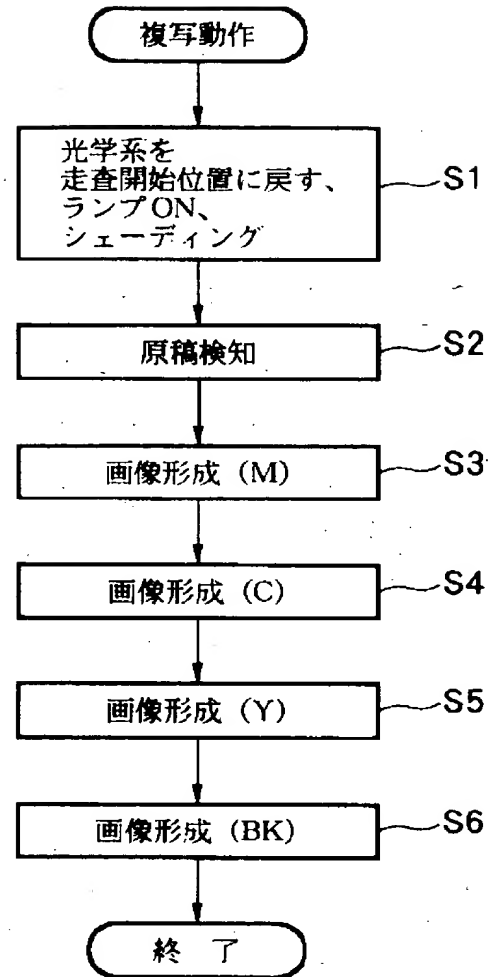 複写動作
光学系を
走査開始位置に戻す、
ランプON、
シェーディング
S1
原稿検知
S2
画像形成 (M)
S3
画像形成 (C)
S4
画像形成 (Y)
S5
画像形成 (BK)
S6
終 了